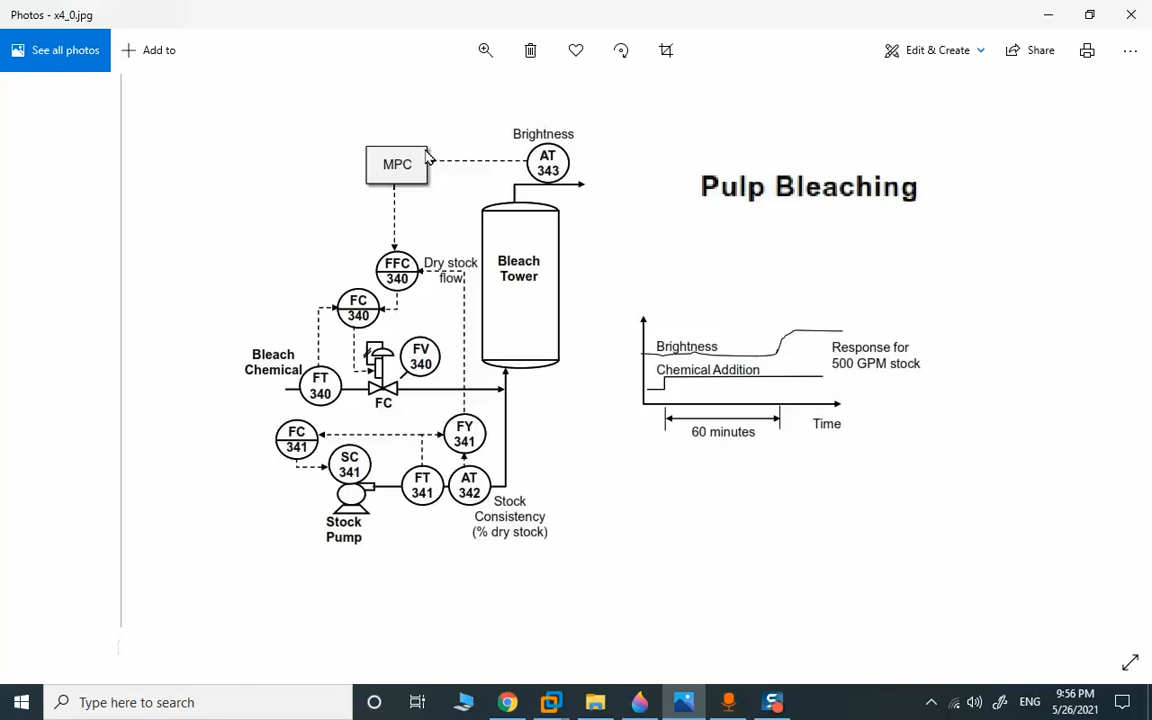 Photos - x4_0.jpg
See all photos
Add to
Edit & Create
Share
Brightness
MPC
AT
343
Pulp Bleaching
FFC
340
Dry stock
flow
Bleach
Tower
FC
340
Bleach
Chemical
FT
340
FV
340
FC
FC
341
FY
341
SC
341
FT
341
AT
342
Stock
Pump
Stock
Consistency
(% dry stock)
Brightness
Chemical Addition
Response for
500 GPM stock
60 minutes
Time
Type here to search
ENG
9:56 PM
5/26/2021